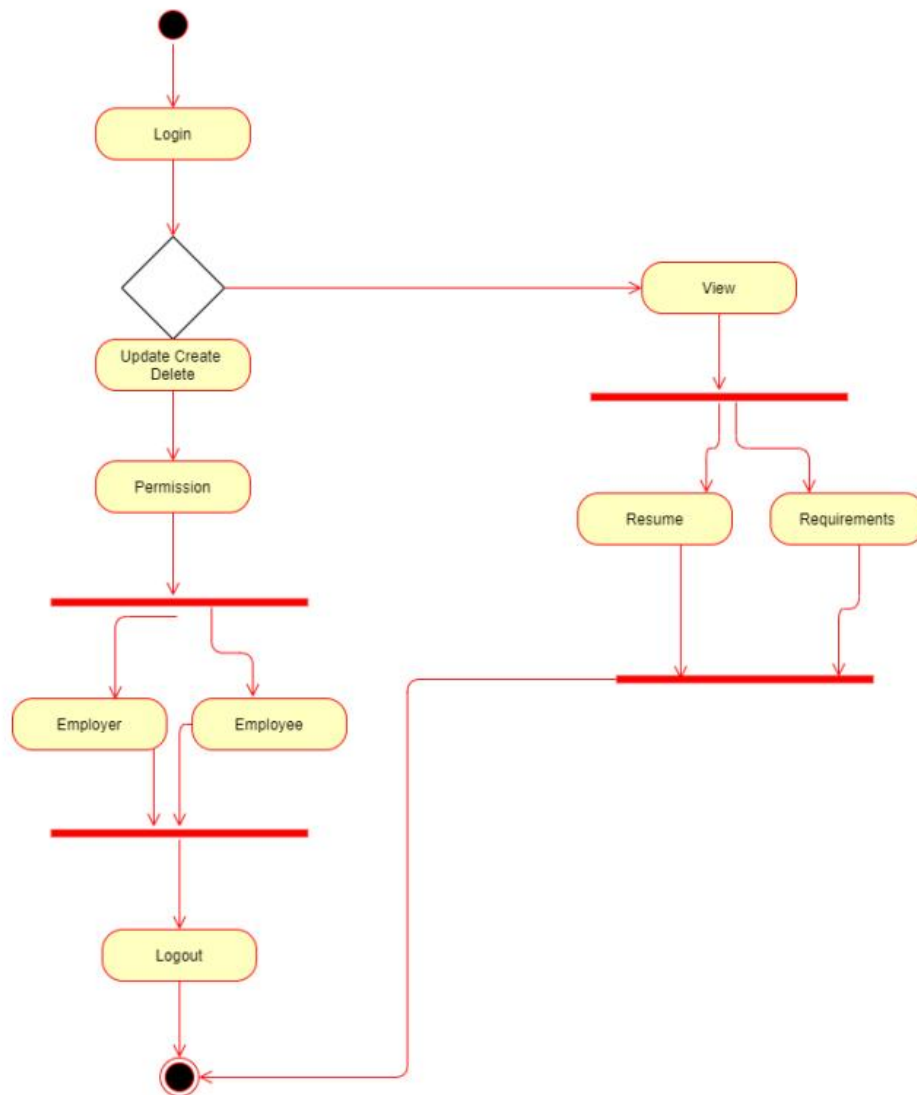 Login
View
Update Create
Delete
Permission
Resume
Requirements
Employer
Employee
Logout